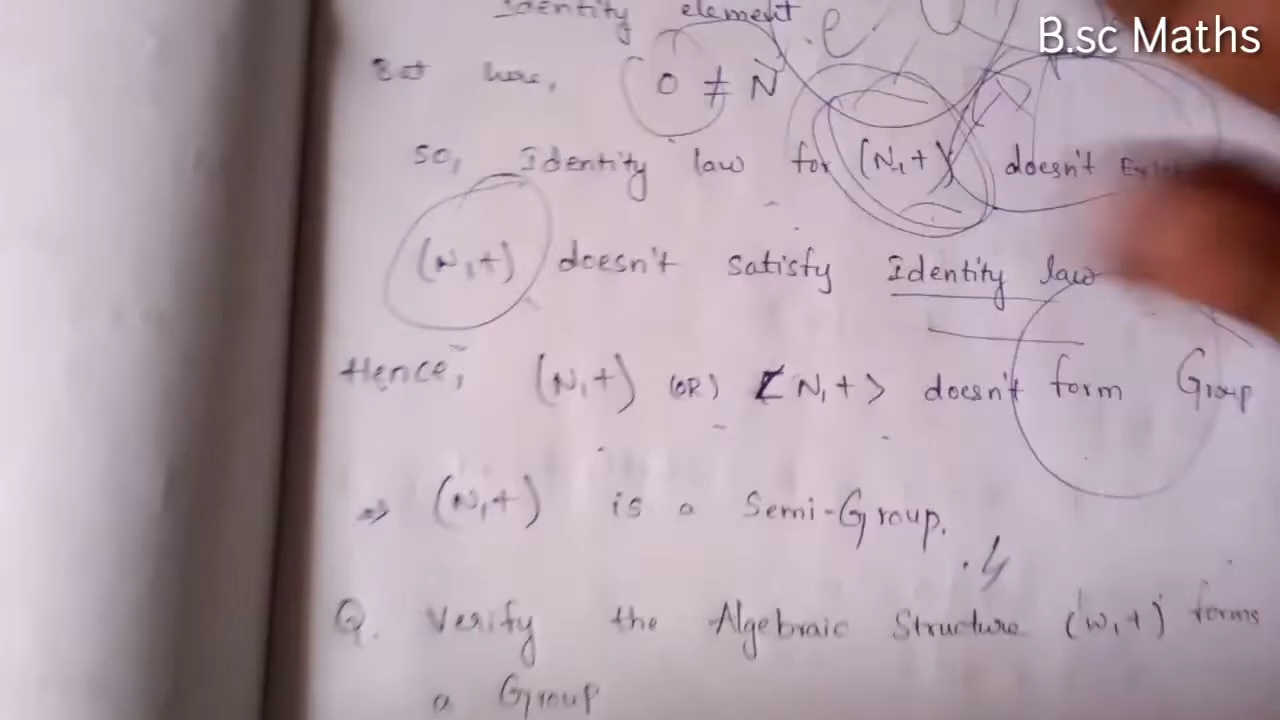 B.sc Maths
Identity element
.e
But here, 0 ≠ N
so, Identity law for (N,+) doesn't
(N,+) doesn't satisfy Identity law
Hence, (N,+) (OR) <N,+> doesn't form Group
⇒ (N,+) is a Semi-Group.
Q. Verify the Algebraic Structure (W,+) forms
a Group